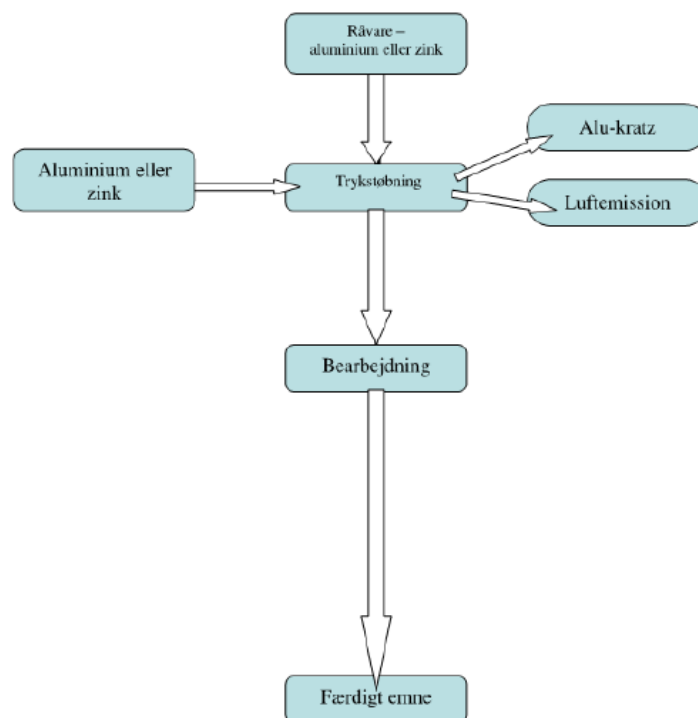 Råvare –
aluminium eller zink
Alu-kratz
Aluminium eller
zink
Trykstøbning
Luftemission
Bearbejdning
Færdigt emne